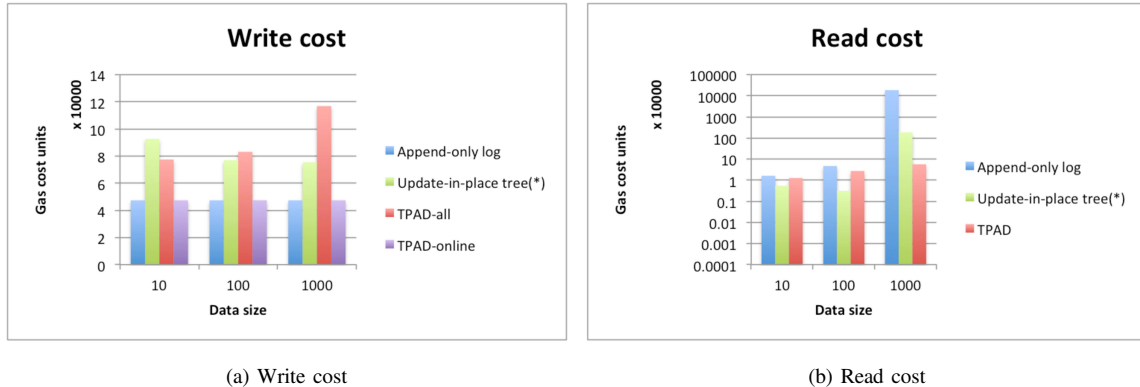 Write cost
Gas cost units
x 10000
14
12
10
8
6
4
2
0
10
100
1000
Data size
Append-only log
Update-in-place tree(*)
TPAD-all
TPAD-online
(a) Write cost
Read cost
Gas cost units
x 10000
100000
10000
1000
100
10
1
0.1
0.01
0.001
0.0001
10
100
1000
Data size
Append-only log
Update-in-place tree(*)
TPAD
(b) Read cost